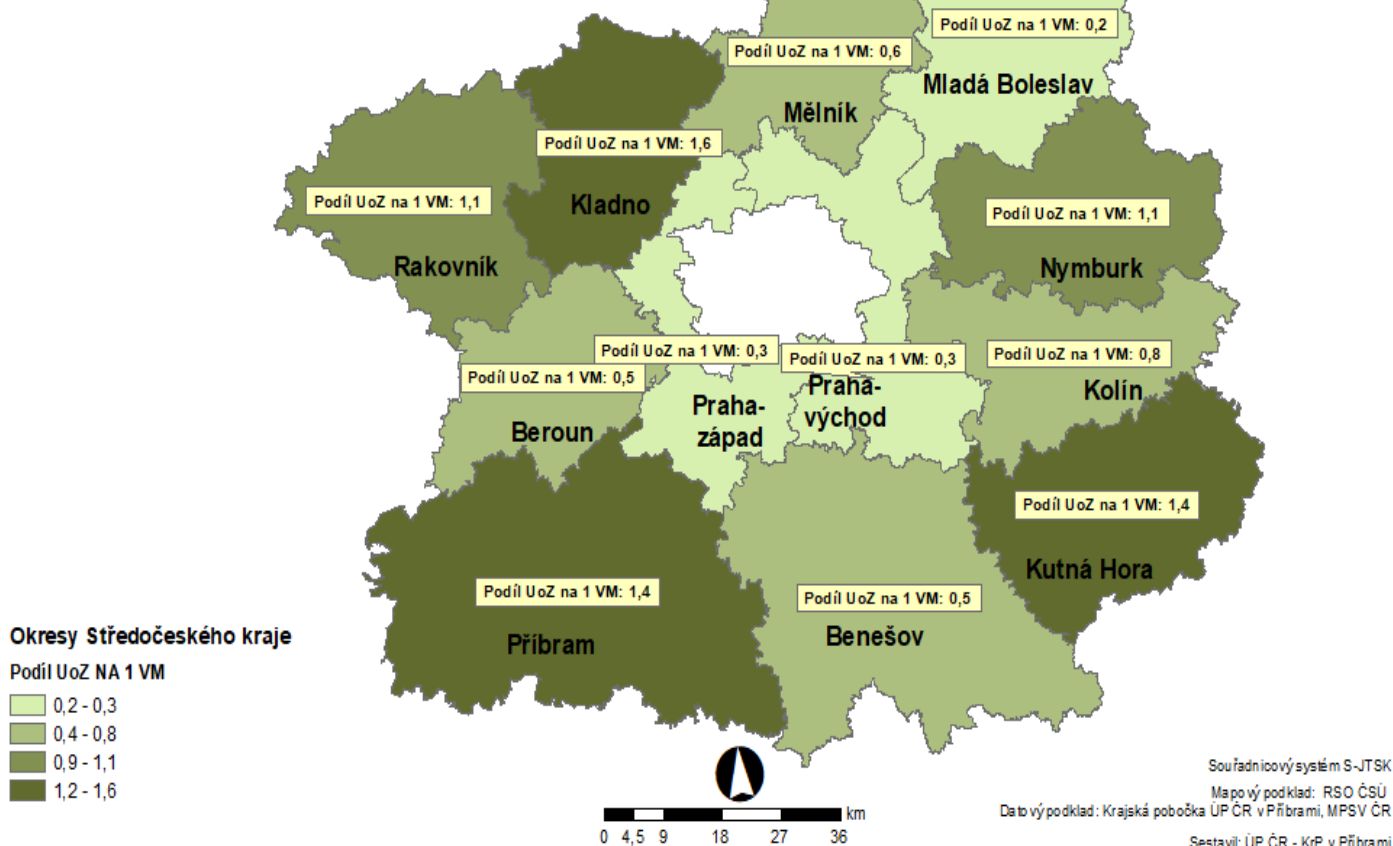 Podíl UoZ na 1 VM: 0,2
Podíl UoZ na 1 VM: 0,6
Mladá Boleslav
Mělník
Podíl UoZ na 1 VM: 1,6
Podíl UoZ na 1 VM: 1,1
Kladno
Podíl UoZ na 1 VM: 1,1
Rakovník
Nymburk
Podíl UoZ na 1 VM: 0,3
Podíl UoZ na 1 VM: 0,3
Podíl UoZ na 1 VM: 0,8
Podíl UoZ na 1 VM: 0,5
Kolín
Praha-
západ
Praha-
východ
Beroun
Podíl UoZ na 1 VM: 1,4
Kutná Hora
Podíl UoZ na 1 VM: 1,4
Příbram
Podíl UoZ na 1 VM: 0,5
Benešov
Okresy Středočeského kraje
Podíl UoZ NA 1 VM
0,2 - 0,3
0,4 - 0,8
0,9 - 1,1
1,2 - 1,6
km
0 4,5 9 18 27 36
Souřadnicový systém S-JTSK
Mapový podklad: RSO ČSÚ
Datový podklad: Krajská pobočka ÚP ČR v Příbrami, MPSV ČR
Sestavil: ÚP ČR - KrP v Příbrami